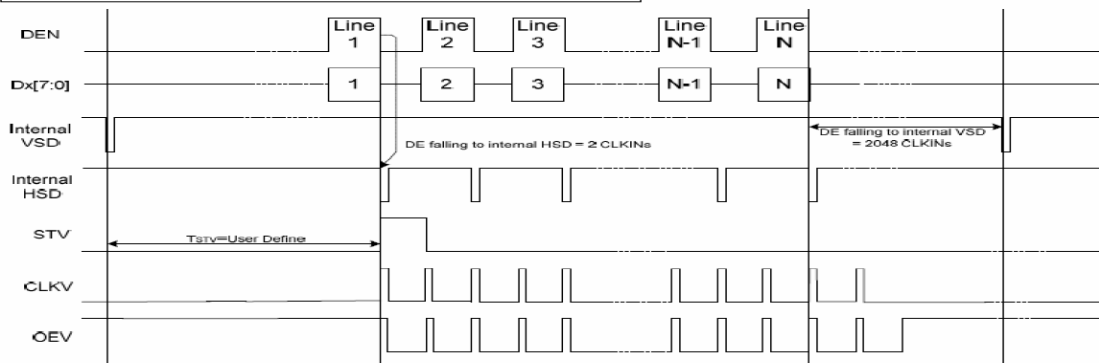 DEN
Line 1
Line 2
Line 3
Line N-1
Line N
Dx[7:0]
1
2
3
N-1
N
Internal VSD
DE falling to internal HSD = 2 CLKINs
DE falling to internal VSD = 2048 CLKINs
Internal HSD
STV
TSTV=User Define
CLKV
OEV